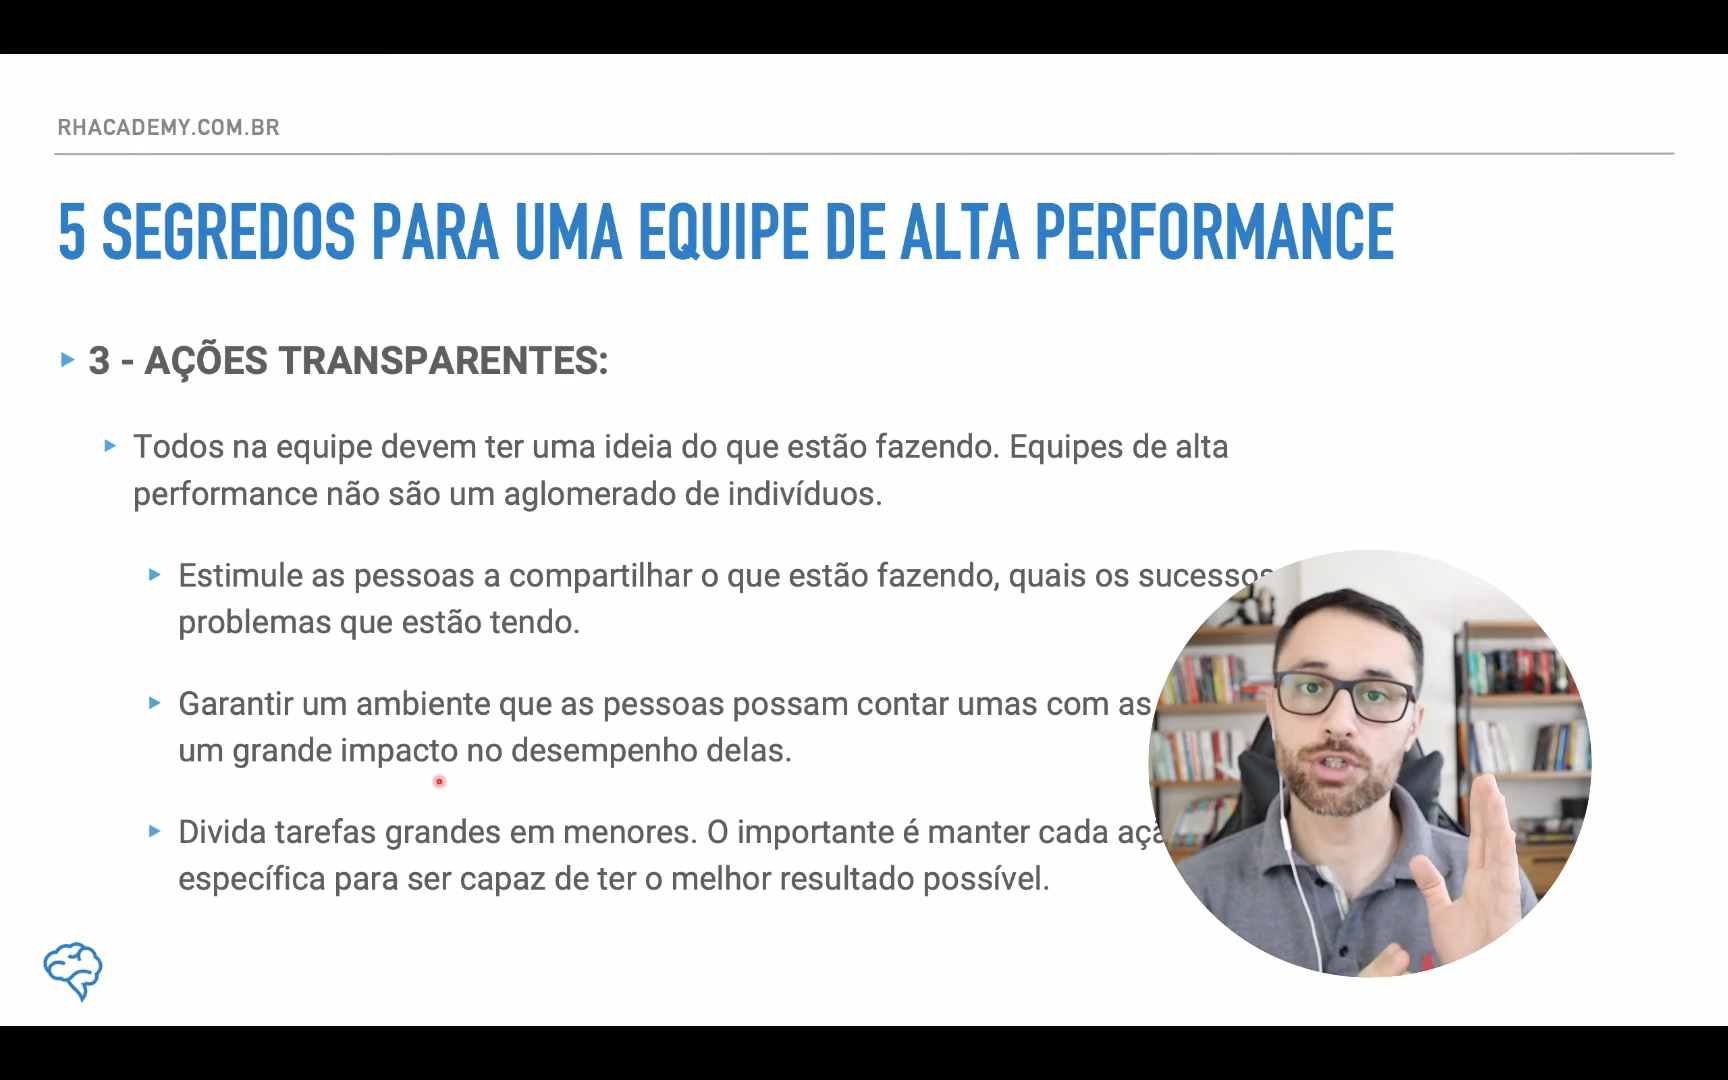 RHACADEMY.COM.BR
5 SEGREDOS PARA UMA EQUIPE DE ALTA PERFORMANCE
3 - AÇÕES TRANSPARENTES:
Todos na equipe devem ter uma ideia do que estão fazendo. Equipes de alta
performance não são um aglomerado de indivíduos.
Estimule as pessoas a compartilhar o que estão fazendo, quais os sucessos
problemas que estão tendo.
Garantir um ambiente que as pessoas possam contar umas com as
um grande impacto no desempenho delas.
Divida tarefas grandes em menores. O importante é manter cada
específica para ser capaz de ter o melhor resultado possível.